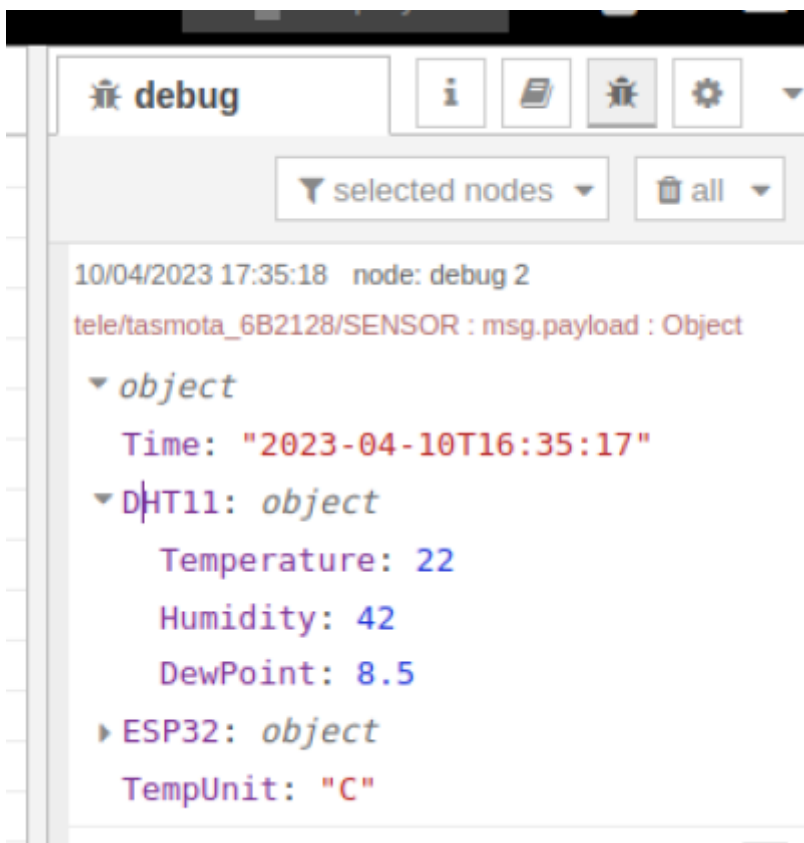 debug
i
selected nodes
all
10/04/2023 17:35:18 node: debug 2
tele/tasmota_6B2128/SENSOR : msg.payload : Object
object
Time: "2023-04-10T16:35:17"
DHT11: object
Temperature: 22
Humidity: 42
DewPoint: 8.5
ESP32: object
TempUnit: "C"